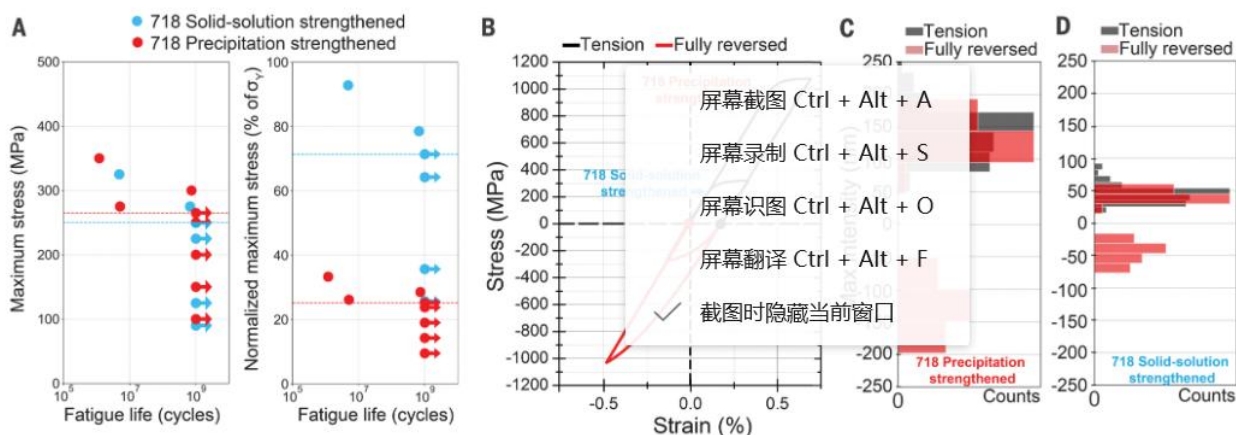 A
718 Solid-solution strengthened
718 Precipitation strengthened
Maximum stress (MPa)
500
400
300
200
100
0
10^5
10^7
10^9
Fatigue life (cycles)
Normalized maximum stress (% of σ_Y)
100
80
60
40
20
0
10^5
10^7
10^9
Fatigue life (cycles)
B
Tension
Fully reversed
Stress (MPa)
1200
1000
800
600
400
200
0
-200
-400
-600
-800
-1000
-1200
-0.5
0.0
0.5
Strain (%)
718 Precipitation
strengthened
718 Solid-solution
strengthened
屏幕截图 Ctrl + Alt + A
屏幕录制 Ctrl + Alt + S
屏幕识图 Ctrl + Alt + O
屏幕翻译 Ctrl + Alt + F
截图时隐藏当前窗口
C
Tension
Fully reversed
250
200
150
50
0
-200
-250
718 Precipitation
strengthened
0
Counts
D
Tension
Fully reversed
250
200
150
100
50
0
-50
-100
-150
-200
250
718 Solid-solution
strengthened
0
Counts